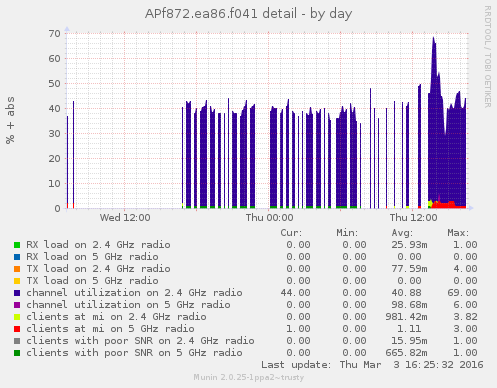 APf872.ea86.f041 detail - by day
RRDTOOL / TOBI OETIKER
% + abs
70
60
50
40
30
20
10
0
Wed 12:00 Thu 00:00 Thu 12:00
Cur: Min: Avg: Max:
RX load on 2.4 GHz radio 0.00 0.00 25.93m 1.00
RX load on 5 GHz radio 0.00 0.00 0.00 0.00
TX load on 2.4 GHz radio 0.00 0.00 77.59m 4.00
TX load on 5 GHz radio 0.00 0.00 0.00 0.00
channel utilization on 2.4 GHz radio 44.00 0.00 40.88 69.00
channel utilization on 5 GHz radio 0.00 0.00 98.68m 6.00
clients at mi on 2.4 GHz radio 0.00 0.00 981.42m 3.82
clients at mi on 5 GHz radio 1.00 0.00 1.11 3.00
clients with poor SNR on 2.4 GHz radio 0.00 0.00 15.95m 1.00
clients with poor SNR on 5 GHz radio 0.00 0.00 665.82m 1.00
Last update: Thu Mar 3 16:25:32 2016
Munin 2.0.25-1ppa2~trusty